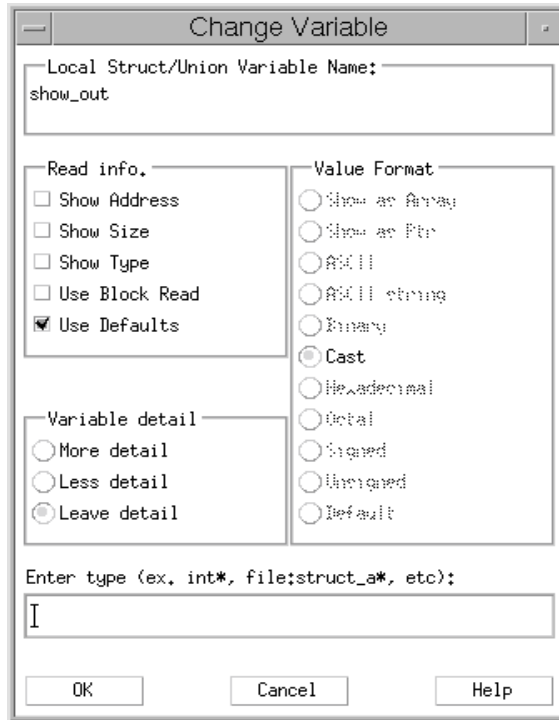 Change Variable
Local Struct/Union Variable Name:
show_out
Read info.
Show Address
Show Size
Show Type
Use Block Read
Use Defaults
Variable detail
More detail
Less detail
Leave detail
Value Format
Show as Array
Show as Ptr
ASCII
ASCII string
Binary
Cast
Hexadecimal
Octal
Signed
Unsigned
Default
Enter type (ex. int*, file:struct_a*, etc):
OK Cancel Help